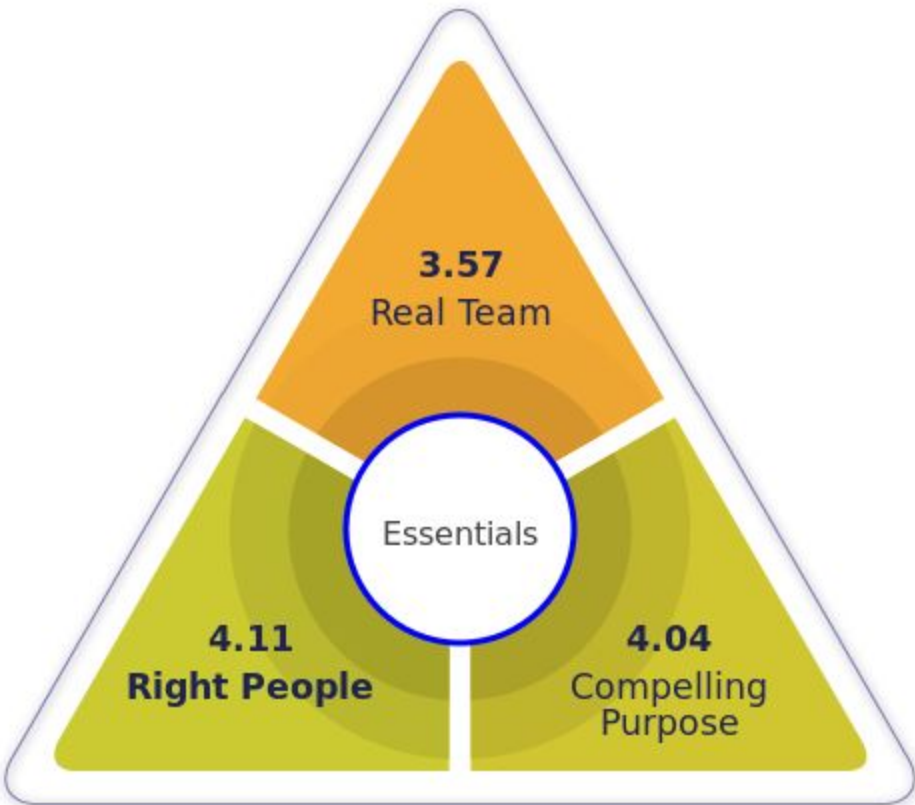 3.57
Real Team
Essentials
4.11
Right People
4.04
Compelling
Purpose